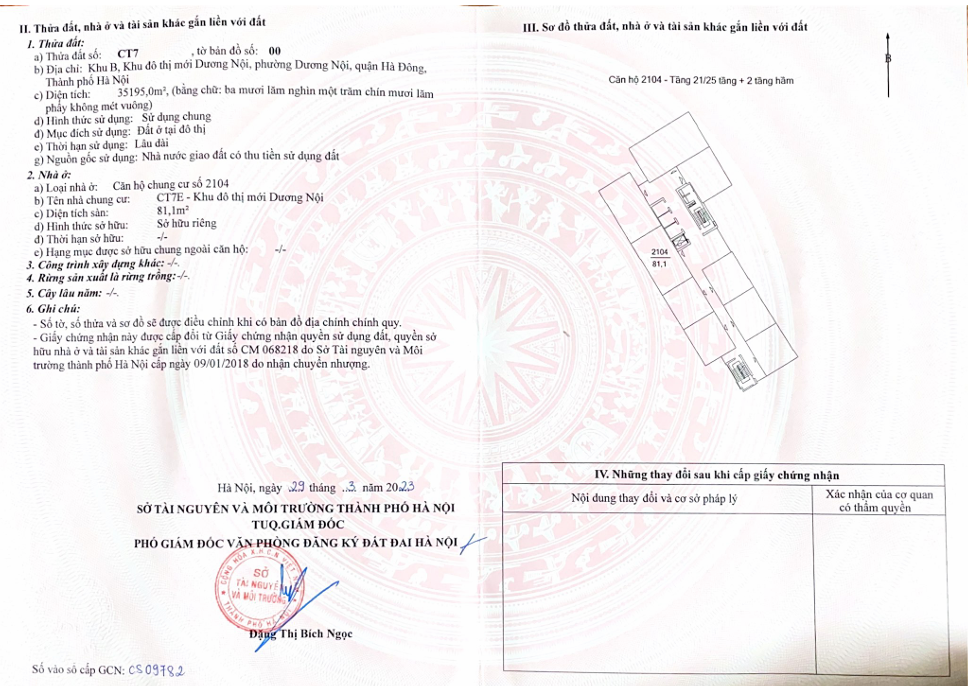 II. Thửa đất, nhà ở và tài sản khác gắn liền với đất
1. Thửa đất:
a) Thửa đất số: CT7 , tờ bản đồ số: 00
b) Địa chỉ: Khu B, Khu đô thị mới Dương Nội, phường Dương Nội, quận Hà Đông,
Thành phố Hà Nội
c) Diện tích: 35195,0m², (bằng chữ: ba mươi lăm nghìn một trăm chín mươi lăm
phẩy không mét vuông)
d) Hình thức sử dụng: Sử dụng chung
đ) Mục đích sử dụng: Đất ở tại đô thị
e) Thời hạn sử dụng: Lâu dài
g) Nguồn gốc sử dụng: Nhà nước giao đất có thu tiền sử dụng đất
2. Nhà ở:
a) Loại nhà ở: Căn hộ chung cư số 2104
b) Tên nhà chung cư: CT7E - Khu đô thị mới Dương Nội
c) Diện tích sàn: 81,1m²
d) Hình thức sở hữu: Sở hữu riêng
đ) Thời hạn sở hữu: -/-
e) Hạng mục được sở hữu chung ngoài căn hộ: -/-
3. Công trình xây dựng khác: -/-.
4. Rừng sản xuất là rừng trồng:-/-.
5. Cây lâu năm: -/-.
6. Ghi chú:
- Số tờ, số thửa và sơ đồ sẽ được điều chỉnh khi có bản đồ địa chính chính quy.
- Giấy chứng nhận này được cấp đổi từ Giấy chứng nhận quyền sử dụng đất, quyền sở
hữu nhà ở và tài sản khác gắn liền với đất số CM 068218 do Sở Tài nguyên và Môi
trường thành phố Hà Nội cấp ngày 09/01/2018 do nhận chuyển nhượng.
Hà Nội, ngày 29 tháng 3 năm 2023
SỞ TÀI NGUYÊN VÀ MÔI TRƯỜNG THÀNH PHỐ HÀ NỘI
TUQ.GIÁM ĐỐC
PHÓ GIÁM ĐỐC VĂN PHÒNG ĐĂNG KÝ ĐẤT ĐAI HÀ NỘI
CỘNG HÒA X.H.C.N VIỆT NAM
SỞ
TÀI NGUYÊN
VÀ MÔI TRƯỜNG
THÀNH PHỐ HÀ NỘI
Đặng Thị Bích Ngọc
Số vào sổ cấp GCN: CS09782
III. Sơ đồ thửa đất, nhà ở và tài sản khác gắn liền với đất
B
Căn hộ 2104 - Tầng 21/25 tầng + 2 tầng hầm
2104
81,1
IV. Những thay đổi sau khi cấp giấy chứng nhận
Nội dung thay đổi và cơ sở pháp lý
Xác nhận của cơ quan
có thẩm quyền